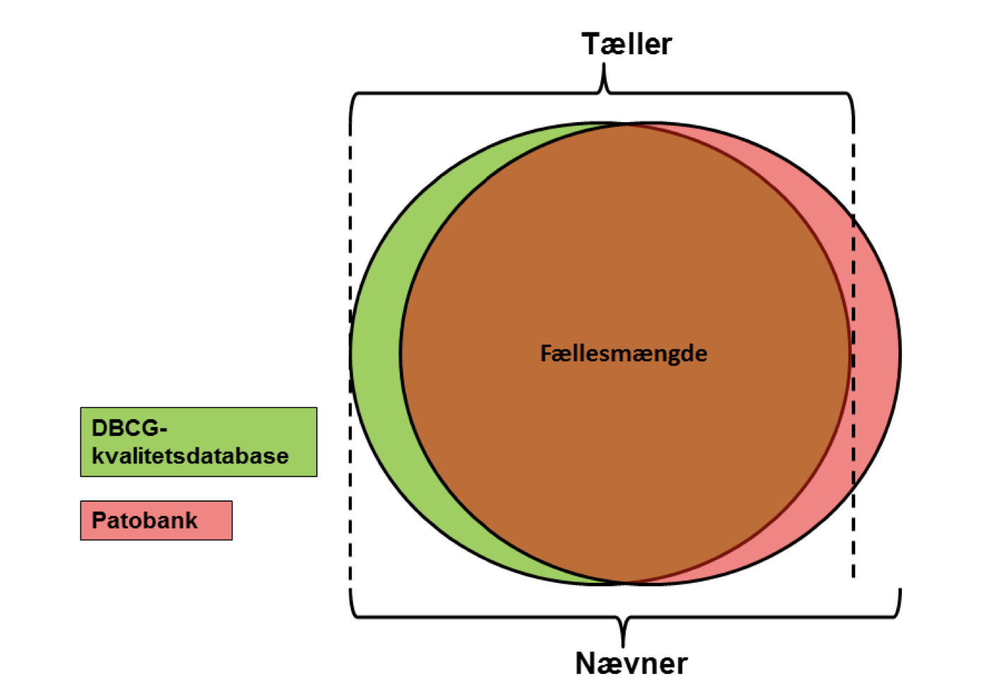 Tæller
Fællesmængde
DBCG-
kvalitetsdatabase
Patobank
Nævner